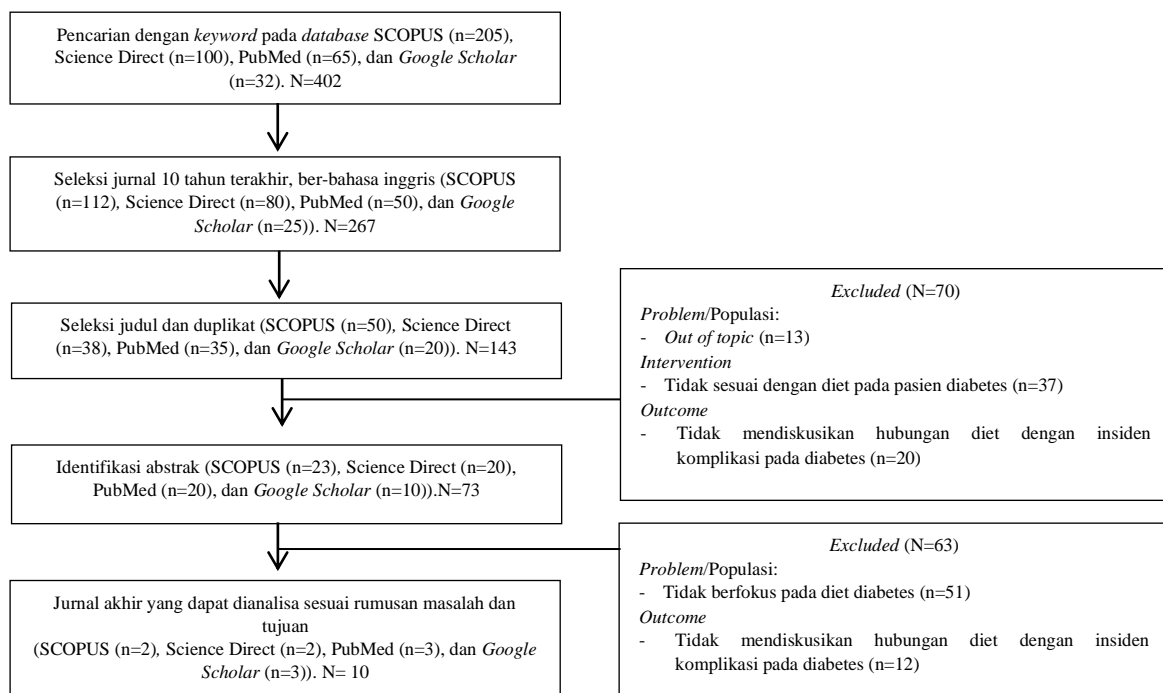 Pencarian dengan keyword pada database SCOPUS (n=205),
Science Direct (n=100), PubMed (n=65), dan Google Scholar
(n=32). N=402
Seleksi jurnal 10 tahun terakhir, ber-bahasa inggris (SCOPUS
(n=112), Science Direct (n=80), PubMed (n=50), dan Google
Scholar (n=25)). N=267
Seleksi judul dan duplikat (SCOPUS (n=50), Science Direct
(n=38), PubMed (n=35), dan Google Scholar (n=20)). N=143
Excluded (N=70)
Problem/Populasi:
- Out of topic (n=13)
Intervention
- Tidak sesuai dengan diet pada pasien diabetes (n=37)
Outcome
- Tidak mendiskusikan hubungan diet dengan insiden
komplikasi pada diabetes (n=20)
Identifikasi abstrak (SCOPUS (n=23), Science Direct (n=20),
PubMed (n=20), dan Google Scholar (n=10)).N=73
Excluded (N=63)
Problem/Populasi:
- Tidak berfokus pada diet diabetes (n=51)
Outcome
- Tidak mendiskusikan hubungan diet dengan insiden
komplikasi pada diabetes (n=12)
Jurnal akhir yang dapat dianalisa sesuai rumusan masalah dan
tujuan
(SCOPUS (n=2), Science Direct (n=2), PubMed (n=3), dan Google
Scholar (n=3)). N= 10